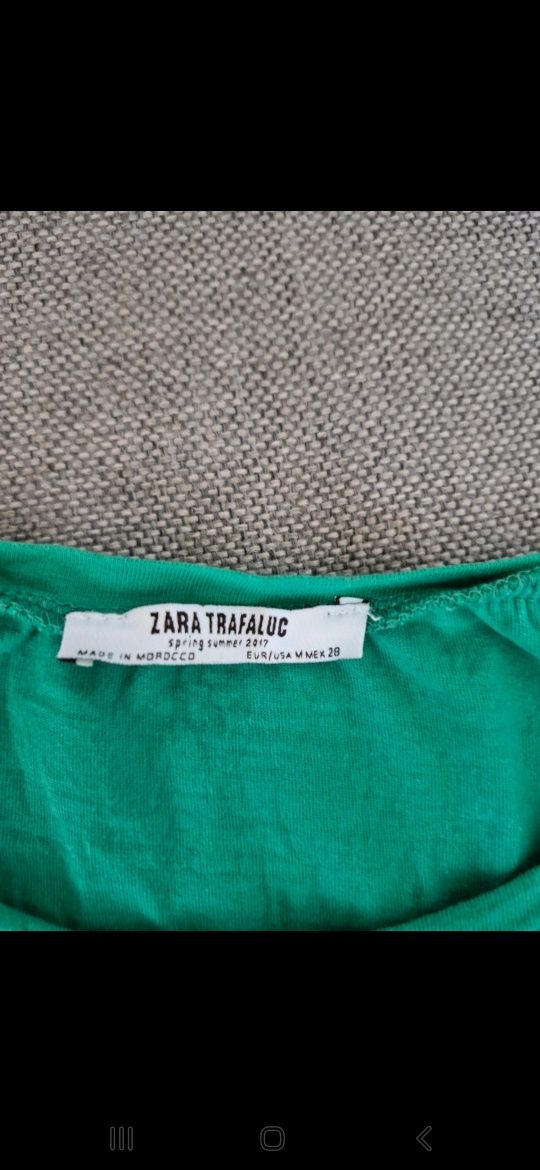 ZARA TRAFALUC
spring summer 2017
MADE IN MOROCCO EUR/USA M MEX 28